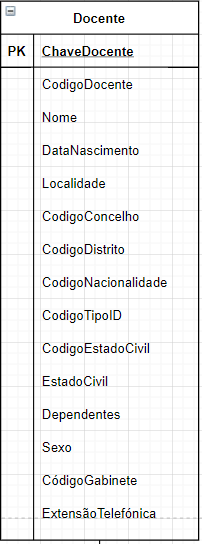 Docente
PK ChaveDocente
CodigoDocente
Nome
DataNascimento
Localidade
CodigoConcelho
CodigoDistrito
CodigoNacionalidade
CodigoTipoID
CodigoEstadoCivil
EstadoCivil
Dependentes
Sexo
CódigoGabinete
ExtensãoTelefónica